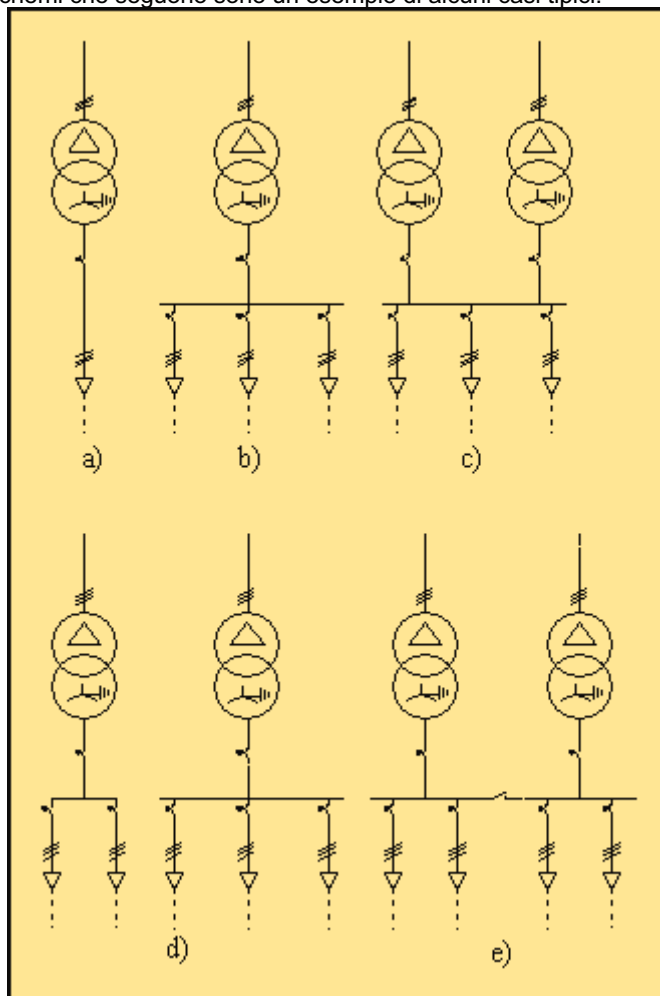 che seguono sono un esempio di alcuni casi tipici.
a)
b)
c)
d)
e)